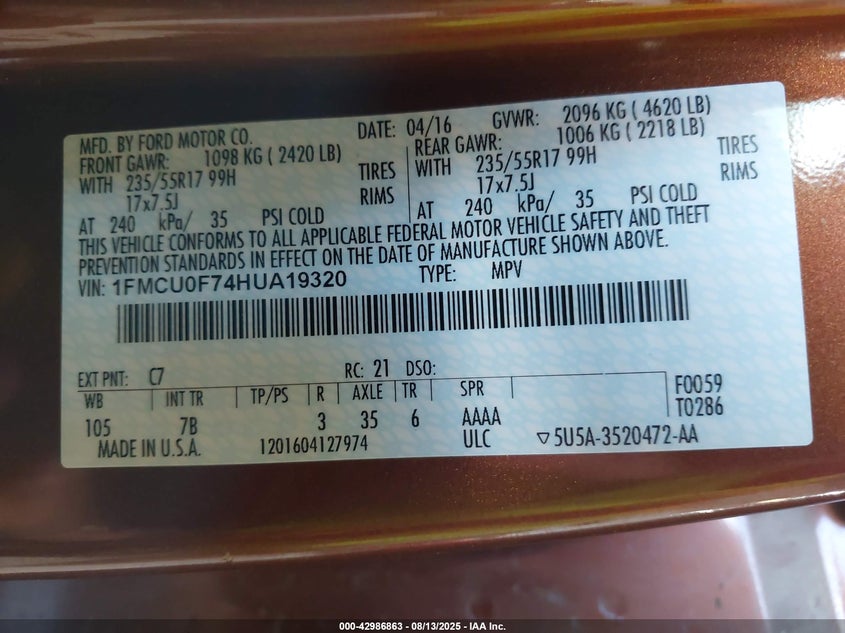 MFD. BY FORD MOTOR CO.
DATE: 04/16 GVWR: 2096 KG ( 4620 LB)
FRONT GAWR: 1098 KG ( 2420 LB)
WITH 235/55R17 99H TIRES
17x7.5J RIMS
AT 240 kPa/ 35 PSI COLD
REAR GAWR: 1006 KG ( 2218 LB)
WITH 235/55R17 99H TIRES
17x7.5J RIMS
AT 240 kPa/ 35 PSI COLD
THIS VEHICLE CONFORMS TO ALL APPLICABLE FEDERAL MOTOR VEHICLE SAFETY AND THEFT
PREVENTION STANDARDS IN EFFECT ON THE DATE OF MANUFACTURE SHOWN ABOVE.
VIN: 1FMCU0F74HUA19320 TYPE: MPV
EXT PNT: C7 RC: 21 DSO:
WB INT TR TP/PS R AXLE TR SPR
105 7B 3 35 6 AAAA
F0059
T0286
MADE IN U.S.A. 1201604127974 ULC ▽5U5A-3520472-AA
000-42986863 - 08/13/2025 - IAA Inc.